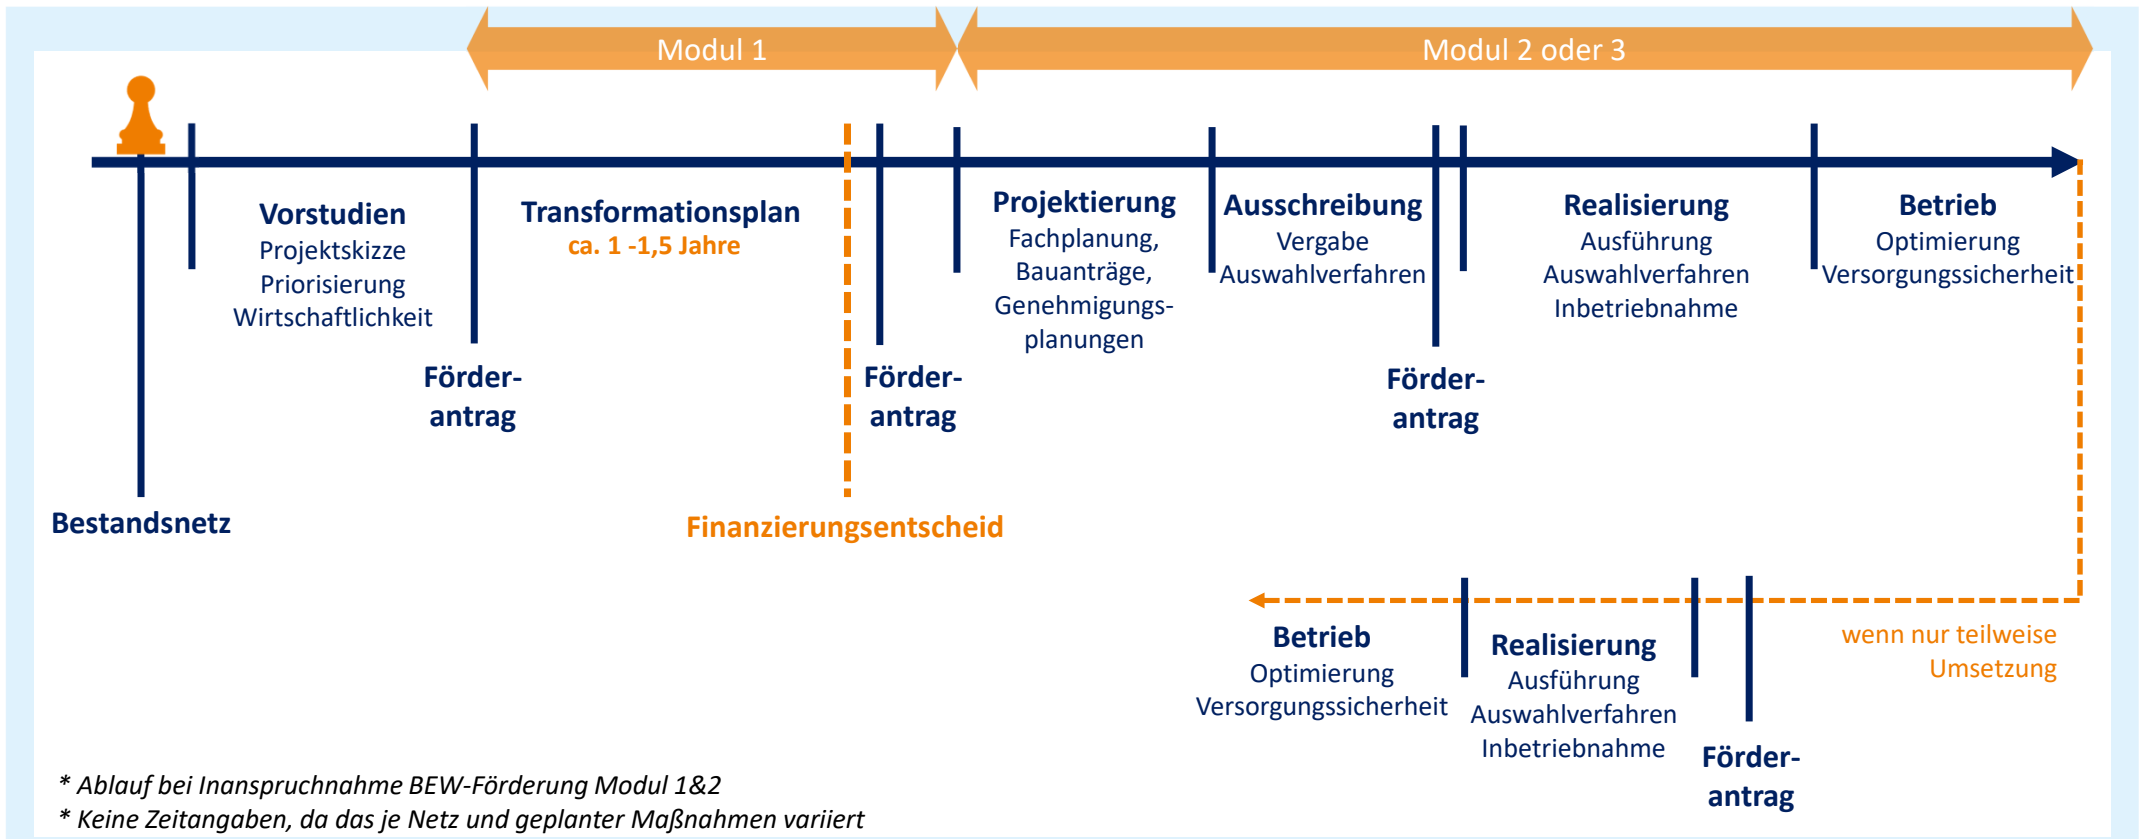 Modul 1
Modul 2 oder 3
Vorstudien
Projektskizze
Priorisierung
Wirtschaftlichkeit
Transformationsplan
ca. 1 -1,5 Jahre
Projektierung
Fachplanung,
Bauanträge,
Genehmigungs-
planungen
Ausschreibung
Vergabe
Auswahlverfahren
Realisierung
Ausführung
Auswahlverfahren
Inbetriebnahme
Betrieb
Optimierung
Versorgungssicherheit
Förder-
antrag
Förder-
antrag
Förder-
antrag
Bestandsnetz
Finanzierungsentscheid
Betrieb
Optimierung
Versorgungssicherheit
Realisierung
Ausführung
Auswahlverfahren
Inbetriebnahme
wenn nur teilweise
Umsetzung
Förder-
antrag
* Ablauf bei Inanspruchnahme BEW-Förderung Modul 1&2
* Keine Zeitangaben, da das je Netz und geplanter Maßnahmen variiert